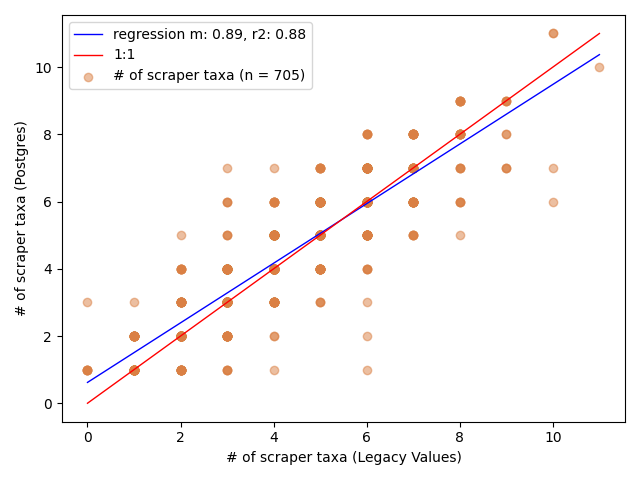 regression m: 0.89, r2: 0.88
1:1
# of scraper taxa (n = 705)
# of scraper taxa (Postgres)
10
8
6
4
2
0
0 2 4 6 8 10
# of scraper taxa (Legacy Values)